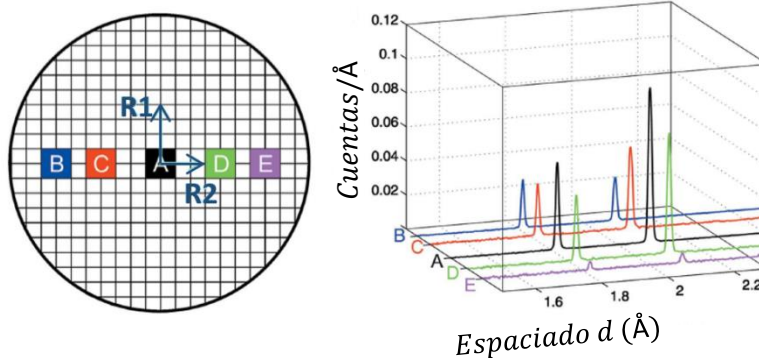 R1
B C A D E
R2
Cuentas/Å
0.12
0.1
0.08
0.06
0.04
0.02
B
C
A
D
E
1.6 1.8 2 2.2
Espaciado d (Å)